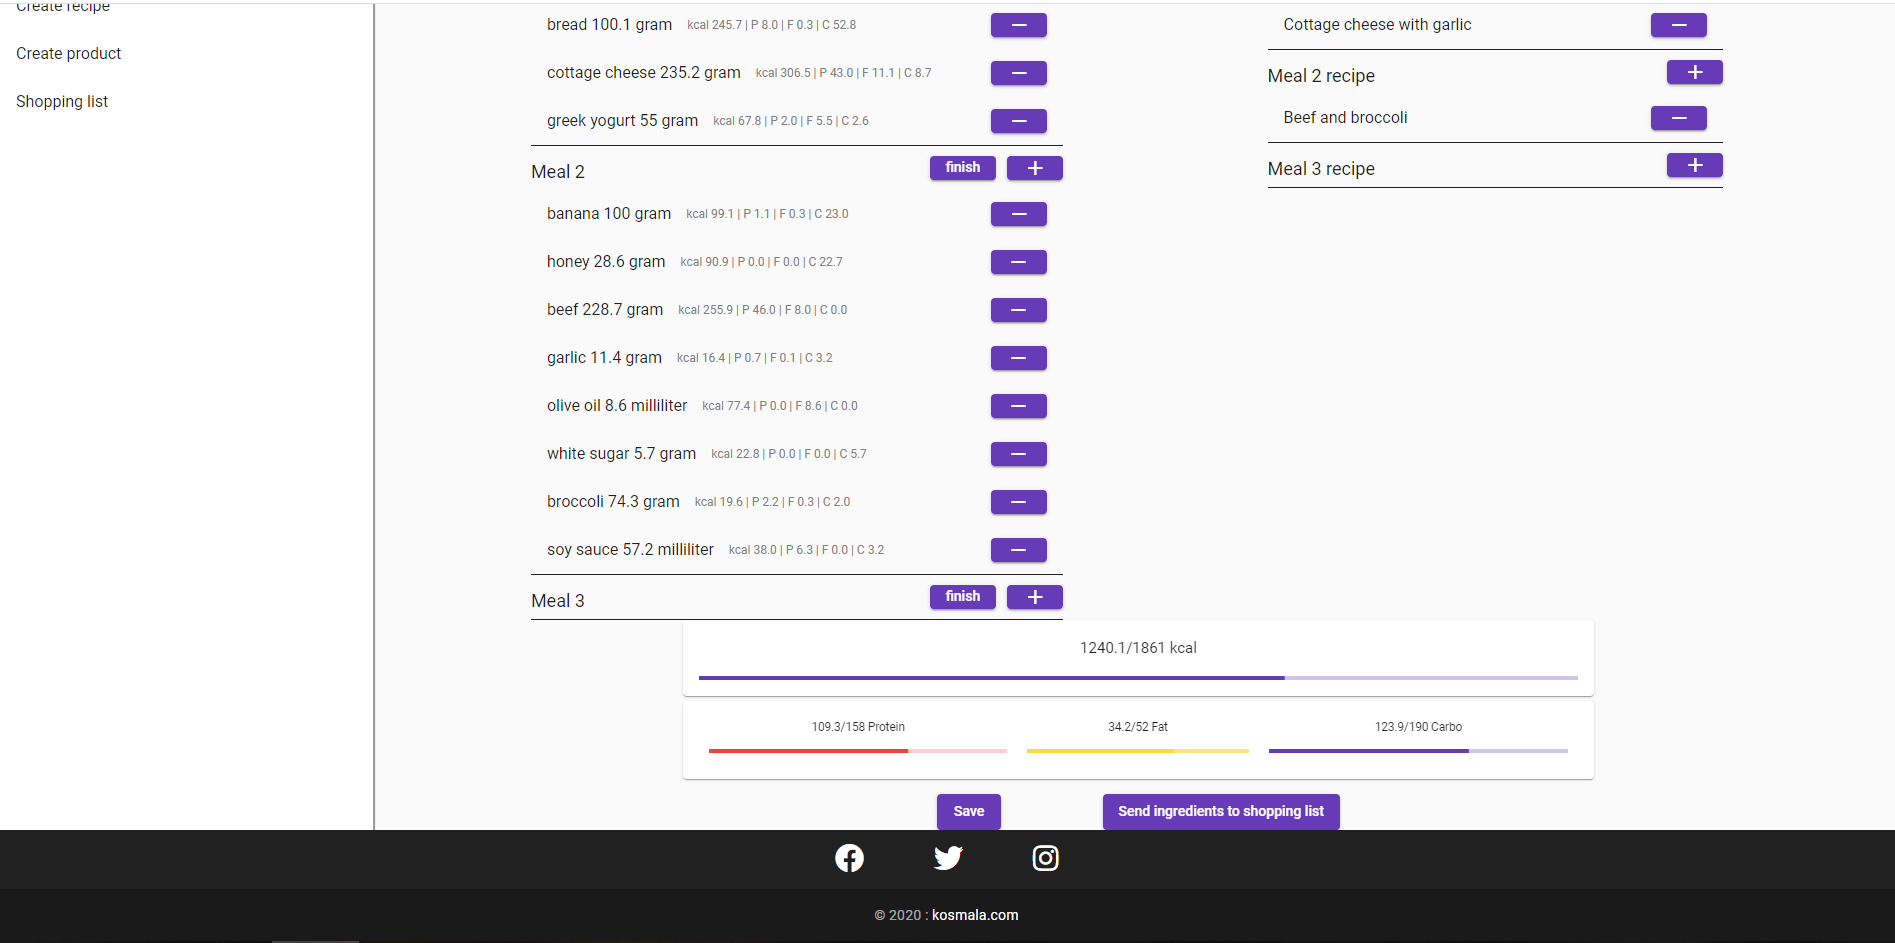 Create recipe
Create product
Shopping list
bread 100.1 gram kcal 245.7 | P 8.0 | F 0.3 | C 52.8
cottage cheese 235.2 gram kcal 306.5 | P 43.0 | F 11.1 | C 8.7
greek yogurt 55 gram kcal 67.8 | P 2.0 | F 5.5 | C 2.6
Meal 2 finish +
banana 100 gram kcal 99.1 | P 1.1 | F 0.3 | C 23.0
honey 28.6 gram kcal 90.9 | P 0.0 | F 0.0 | C 22.7
beef 228.7 gram kcal 255.9 | P 46.0 | F 8.0 | C 0.0
garlic 11.4 gram kcal 16.4 | P 0.7 | F 0.1 | C 3.2
olive oil 8.6 milliliter kcal 77.4 | P 0.0 | F 8.6 | C 0.0
white sugar 5.7 gram kcal 22.8 | P 0.0 | F 0.0 | C 5.7
broccoli 74.3 gram kcal 19.6 | P 2.2 | F 0.3 | C 2.0
soy sauce 57.2 milliliter kcal 38.0 | P 6.3 | F 0.0 | C 3.2
Meal 3 finish +
Cottage cheese with garlic
Meal 2 recipe +
Beef and broccoli
Meal 3 recipe +
1240.1/1861 kcal
109.3/158 Protein 34.2/52 Fat 123.9/190 Carbo
Save Send ingredients to shopping list
© 2020 : kosmala.com